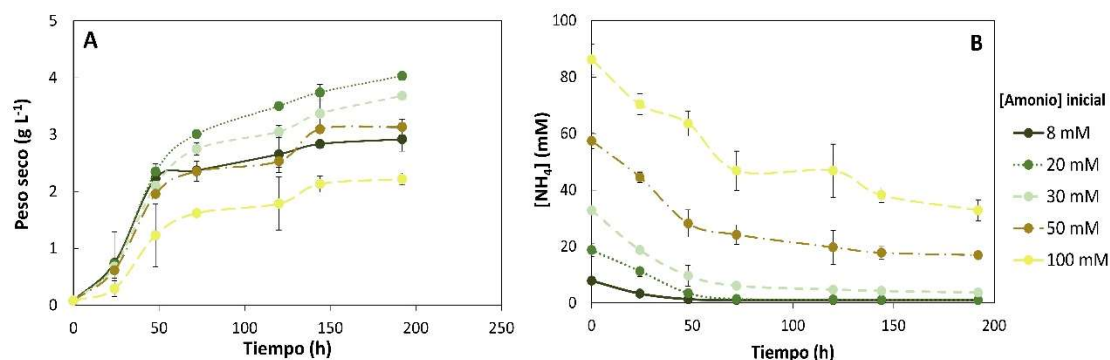 A
Peso seco (g L⁻¹)
5
4
3
2
1
0
0 50 100 150 200 250
Tiempo (h)
B
[NH₄] (mM)
100
80
60
40
20
0
0 50 100 150 200
Tiempo (h)
[Amonio] inicial
8 mM
20 mM
30 mM
50 mM
100 mM